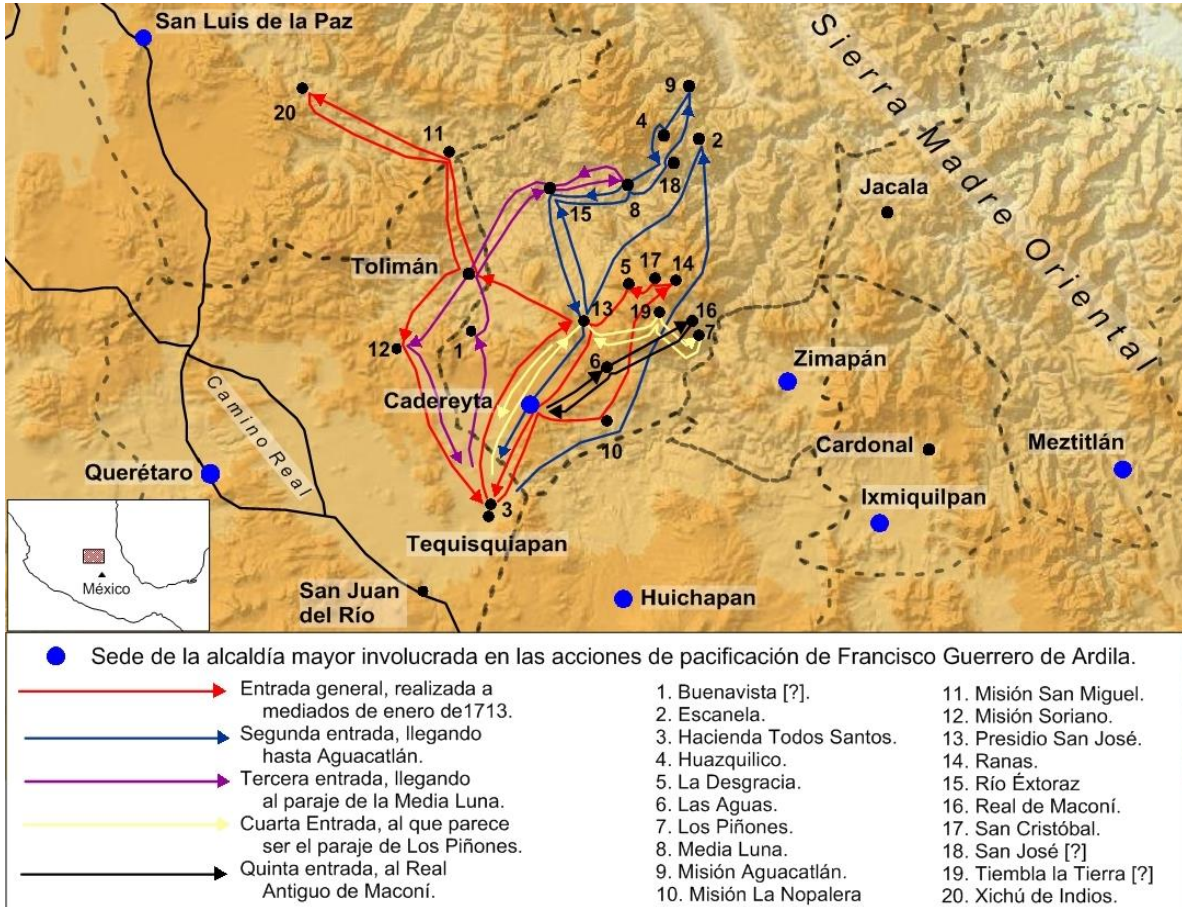 San Luis de la Paz
20
11
9
4
2
18
8
15
Sierra Madre Oriental
Jacala
Tolimán
5
17
14
13
19
16
7
12
1
6
Zimapán
Cadereyta
10
Cardonal
Meztitlán
Camino Real
Querétaro
Ixmiquilpan
3
Tequisquiapan
San Juan
del Río
Huichapan
México
Sede de la alcaldía mayor involucrada en las acciones de pacificación de Francisco Guerrero de Ardila.
Entrada general, realizada a
mediados de enero de1713.
Segunda entrada, llegando
hasta Aguacatlán.
Tercera entrada, llegando
al paraje de la Media Luna.
Cuarta Entrada, al que parece
ser el paraje de Los Piñones.
Quinta entrada, al Real
Antiguo de Maconí.
1. Buenavista [?].
2. Escanela.
3. Hacienda Todos Santos.
4. Huazquilico.
5. La Desgracia.
6. Las Aguas.
7. Los Piñones.
8. Media Luna.
9. Misión Aguacatlán.
10. Misión La Nopalera
11. Misión San Miguel.
12. Misión Soriano.
13. Presidio San José.
14. Ranas.
15. Río Éxtoraz
16. Real de Maconí.
17. San Cristóbal.
18. San José [?]
19. Tiembla la Tierra [?]
20. Xichú de Indios.